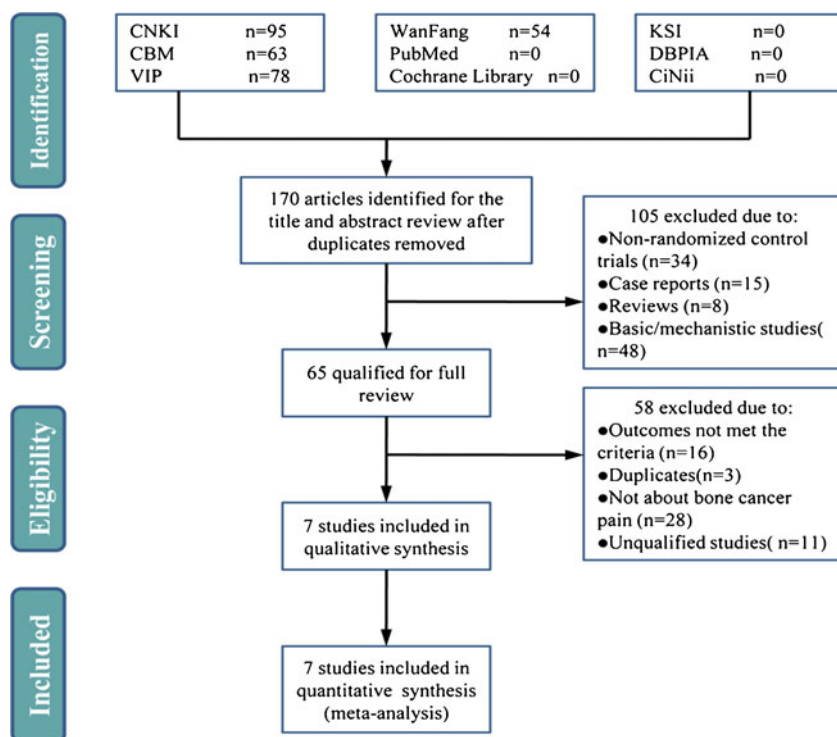 Identification
CNKI n=95
CBM n=63
VIP n=78
WanFang n=54
PubMed n=0
Cochrane Library n=0
KSI n=0
DBPIA n=0
CiNii n=0
170 articles identified for the
title and abstract review after
duplicates removed
Screening
105 excluded due to:
●Non-randomized control
trials (n=34)
●Case reports (n=15)
●Reviews (n=8)
●Basic/mechanistic studies(
n=48)
65 qualified for full
review
Eligibility
58 excluded due to:
●Outcomes not met the
criteria (n=16)
●Duplicates(n=3)
●Not about bone cancer
pain (n=28)
●Unqualified studies( n=11)
7 studies included in
qualitative synthesis
Included
7 studies included in
quantitative synthesis
(meta-analysis)